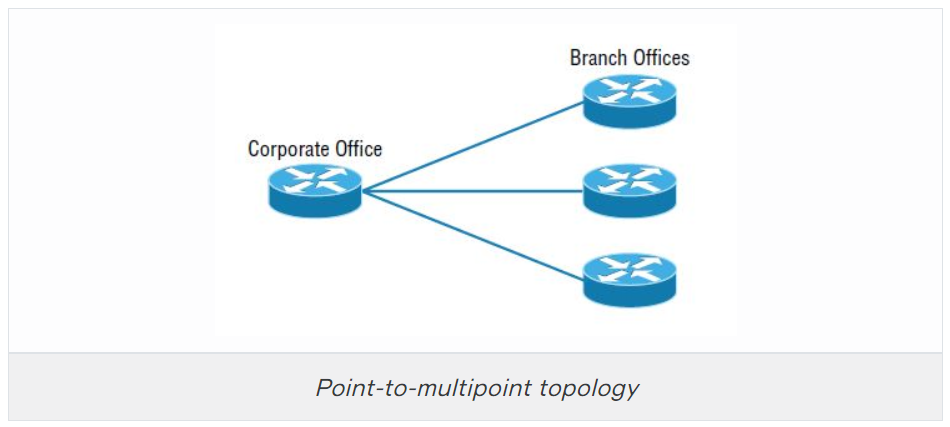 Branch Offices
Corporate Office
Point-to-multipoint topology